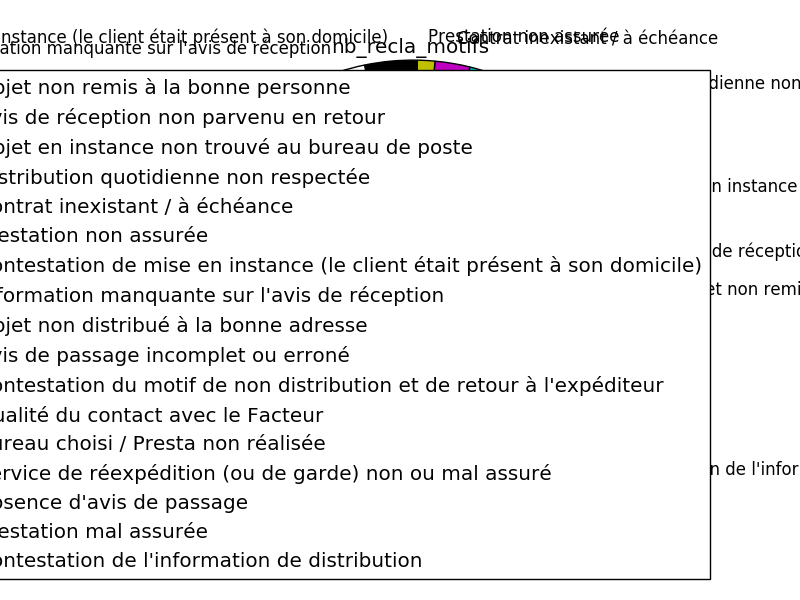 instance (le client était présent à son domicile)
Prestation non assurée
Contrat inexistant / à échéance
ation manquante sur l'avis de réception
nb_recla_motifs
dienne non
n instance
de réceptio
et non remi
n de l'infor
ojet non remis à la bonne personne
vis de réception non parvenu en retour
ojet en instance non trouvé au bureau de poste
stribution quotidienne non respectée
ontrat inexistant / à échéance
estation non assurée
ontestation de mise en instance (le client était présent à son domicile)
formation manquante sur l'avis de réception
ojet non distribué à la bonne adresse
vis de passage incomplet ou erroné
ontestation du motif de non distribution et de retour à l'expéditeur
ualité du contact avec le Facteur
ureau choisi / Presta non réalisée
ervice de réexpédition (ou de garde) non ou mal assuré
bsence d'avis de passage
estation mal assurée
ontestation de l'information de distribution